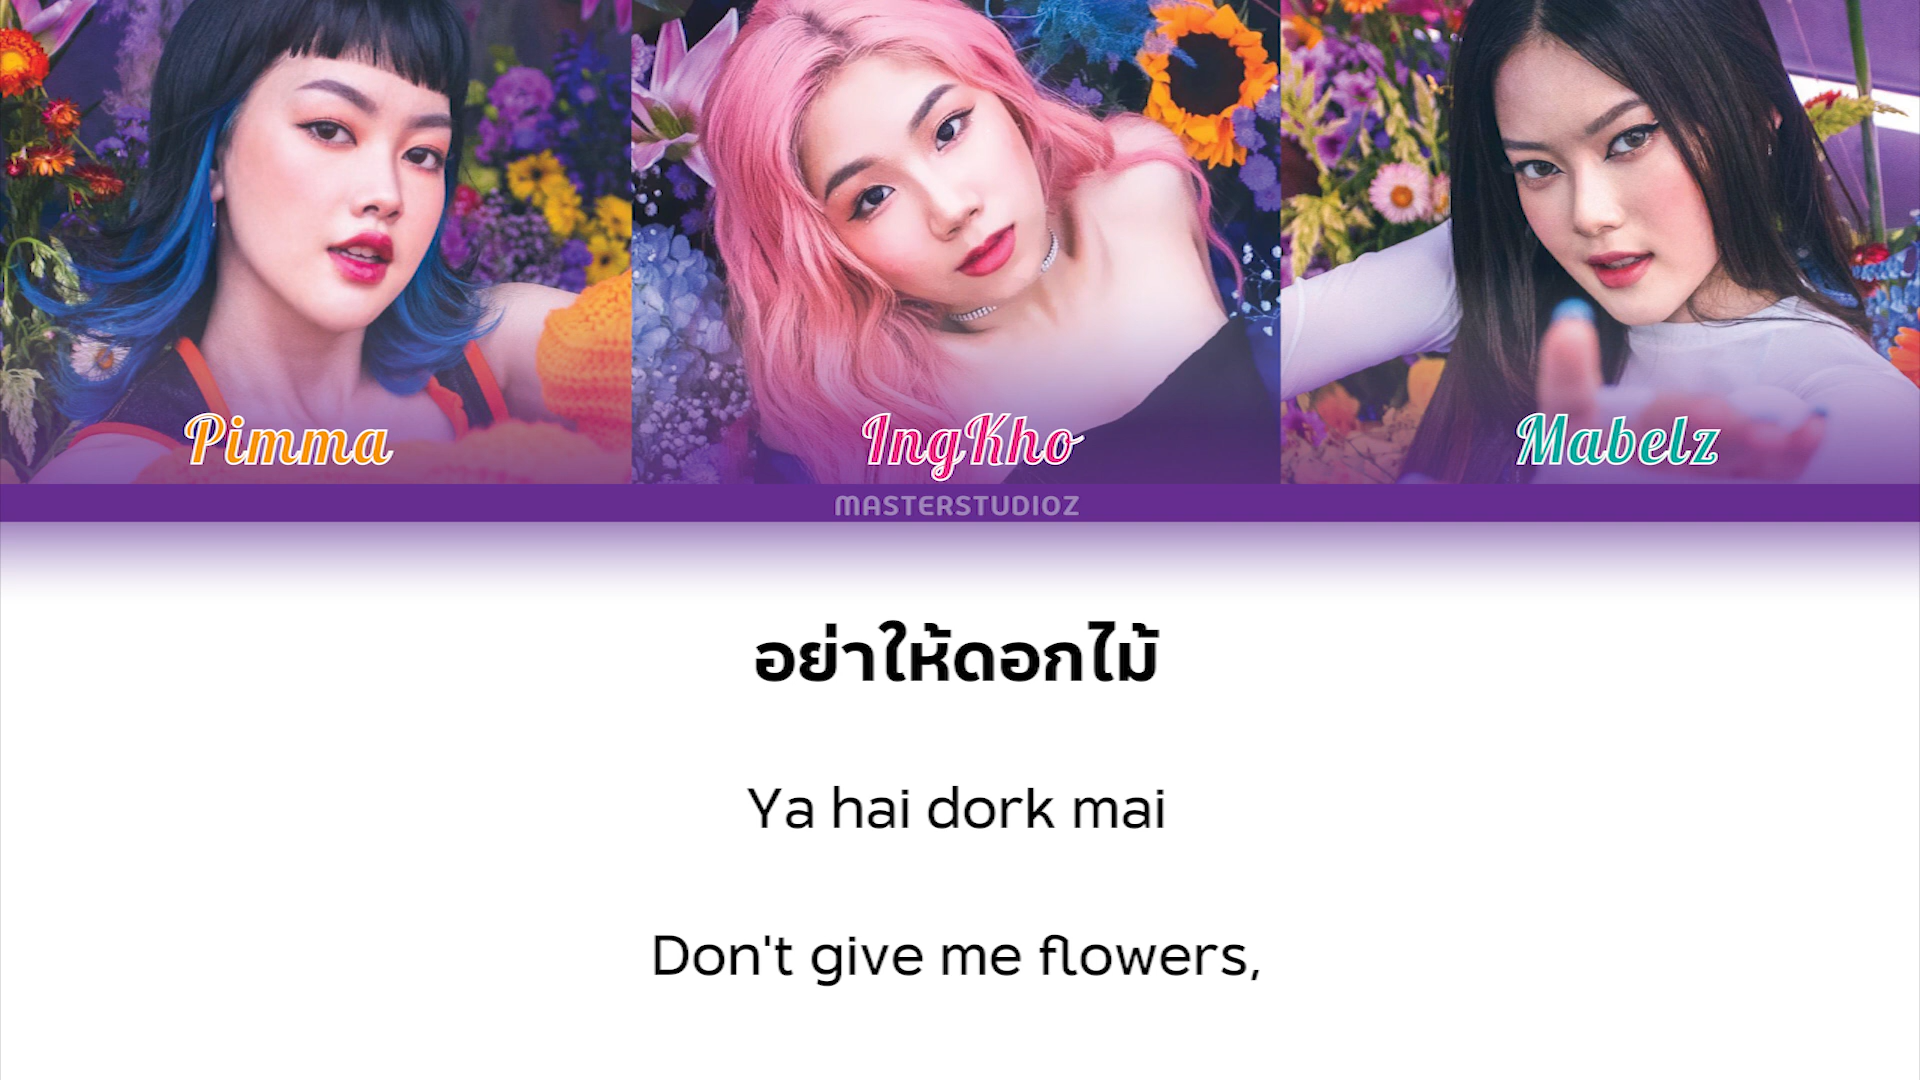 Pimma IngKho Mabelz
MASTERSTUDIOZ
อย่าให้ดอกไม้
Ya hai dork mai
Don't give me flowers,